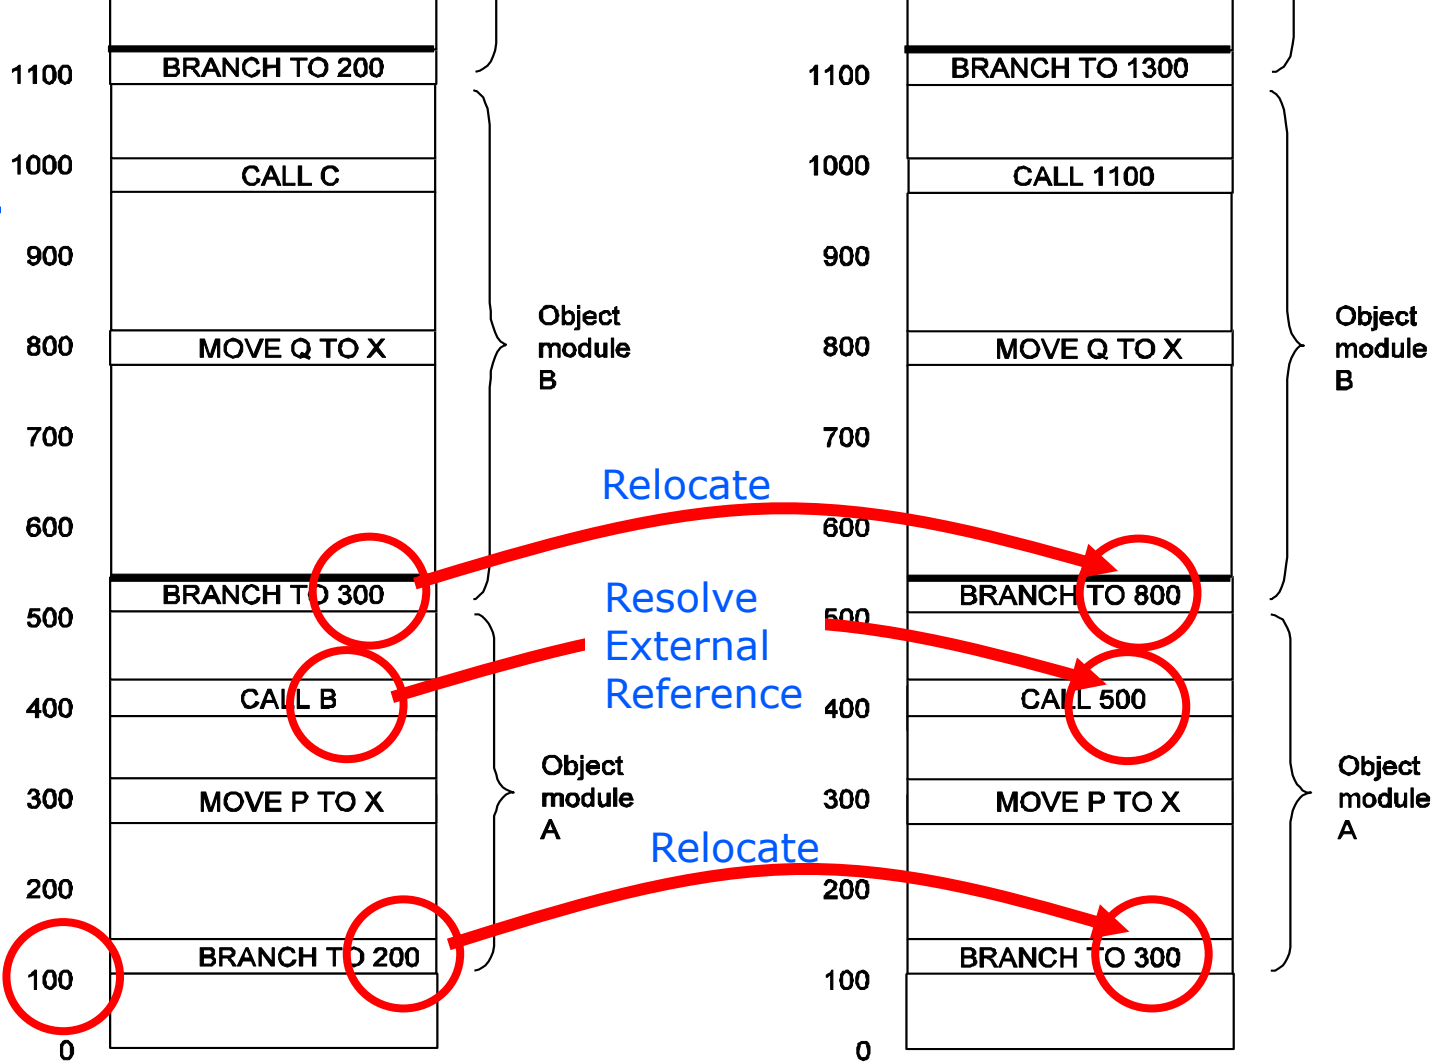 BRANCH TO 200
1100
1000
CALL C
900
800
MOVE Q TO X
Object
module
B
700
600
BRANCH TO 300
500
CALL B
400
300
MOVE P TO X
Object
module
A
200
BRANCH TO 200
100
0
Relocate
Resolve
External
Reference
Relocate
BRANCH TO 1300
1100
1000
CALL 1100
900
800
MOVE Q TO X
Object
module
B
700
600
BRANCH TO 800
500
CALL 500
400
300
MOVE P TO X
Object
module
A
200
BRANCH TO 300
100
0